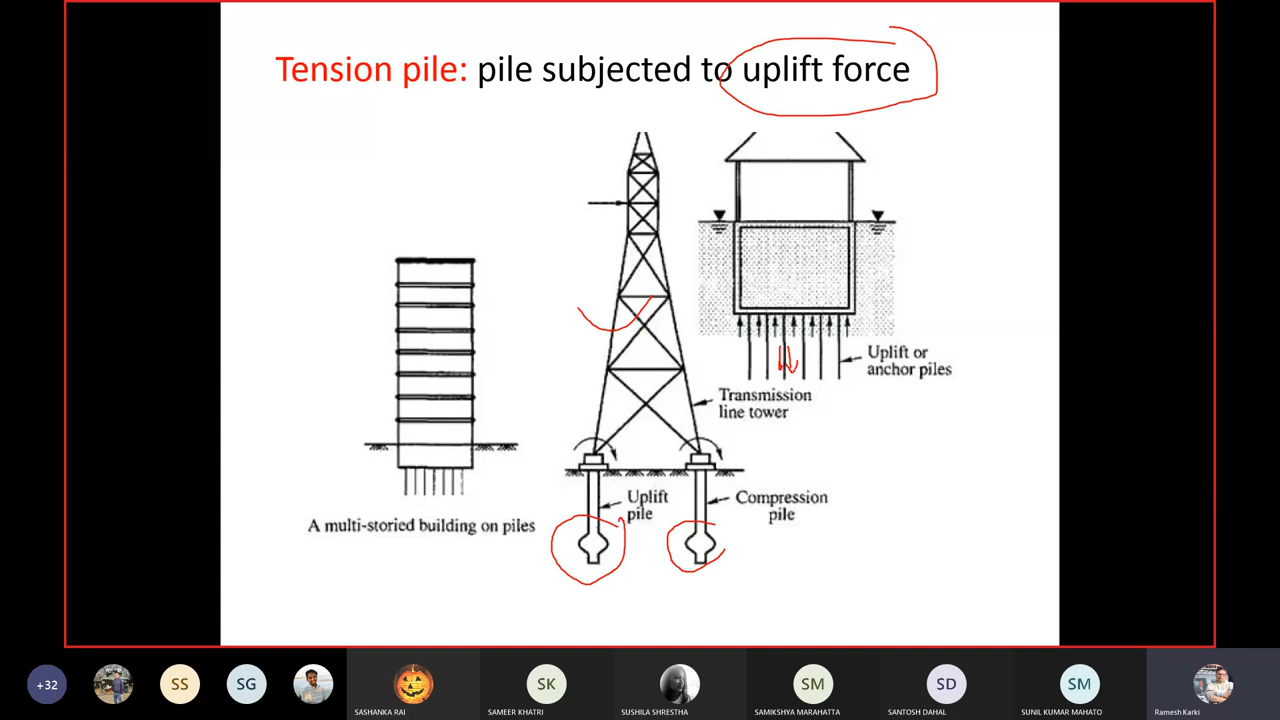 Tension pile: pile subjected to uplift force
Uplift or
anchor piles
Transmission
line tower
Uplift
pile
Compression
pile
A multi-storied building on piles
+32
SS
SG
SASHANKA RAI
SK
SAMEER KHATRI
SUSHILA SHRESTHA
SM
SAMIKSHYA MARAHATTA
SD
SANTOSH DAHAL
SM
SUNIL KUMAR MAHATO
Ramesh Karki